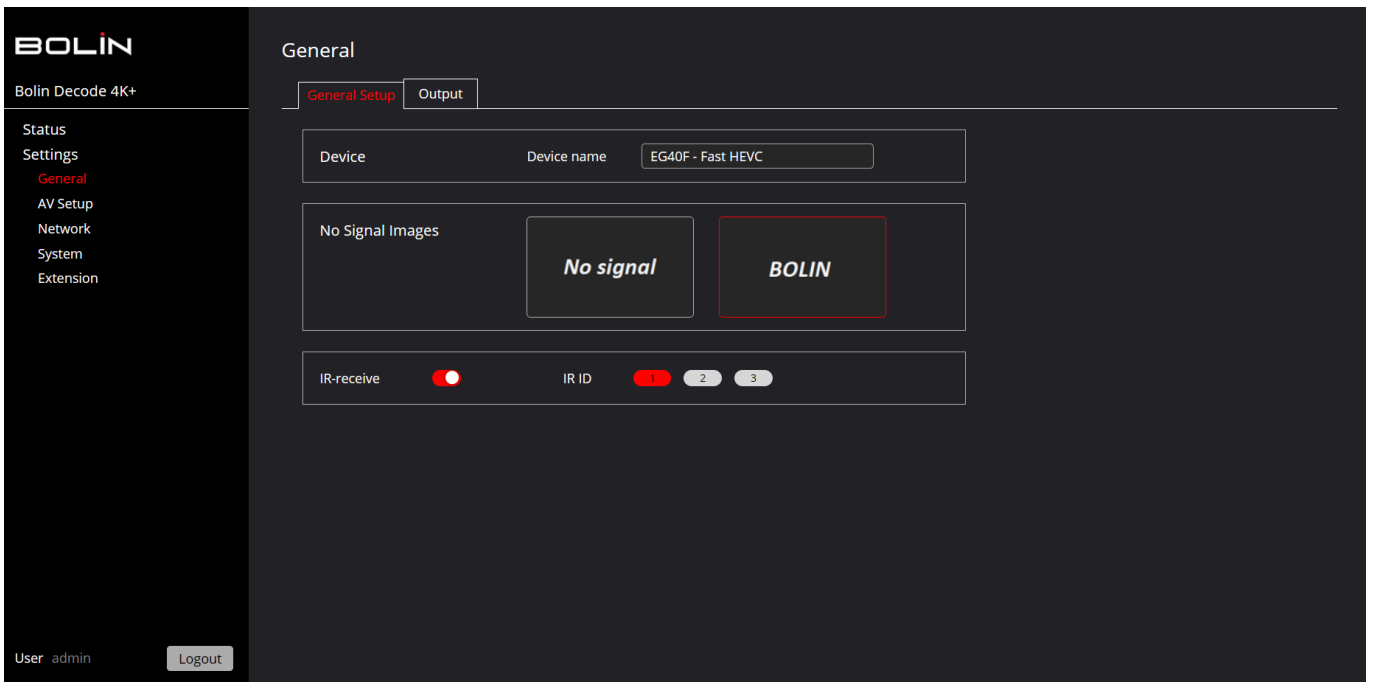 BOLIN
Bolin Decode 4K+
Status
Settings
General
AV Setup
Network
System
Extension
User admin
Logout
General
General Setup
Output
Device
Device name
EG40F - Fast HEVC
No Signal Images
No signal
BOLIN
IR-receive
IR ID
1
2
3